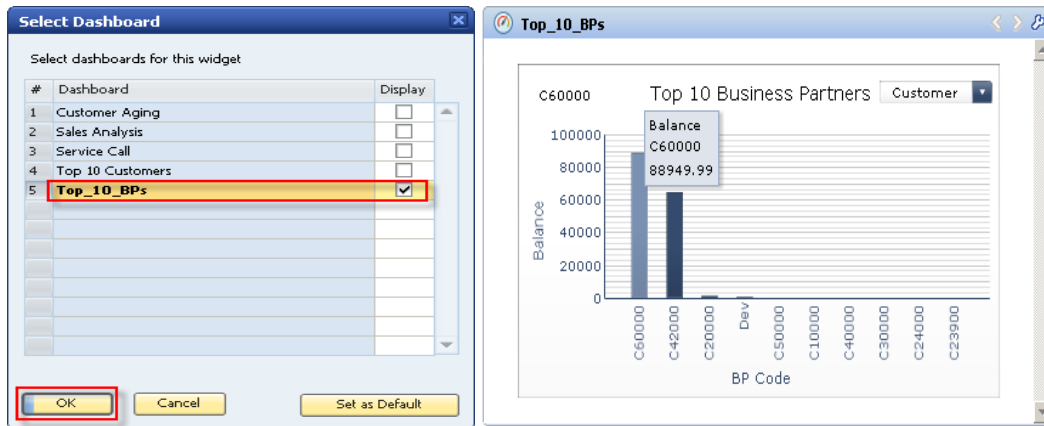 Select Dashboard
Select dashboards for this widget
# Dashboard Display
1 Customer Aging
2 Sales Analysis
3 Service Call
4 Top 10 Customers
5 Top_10_BPs
OK Cancel Set as Default
Top_10_BPs
C60000 Top 10 Business Partners Customer
Balance
C60000
88949.99
100000
80000
60000
40000
20000
0
Balance
C60000
C42000
C20000
Dev
C50000
C10000
C40000
C30000
C24000
C23900
BP Code